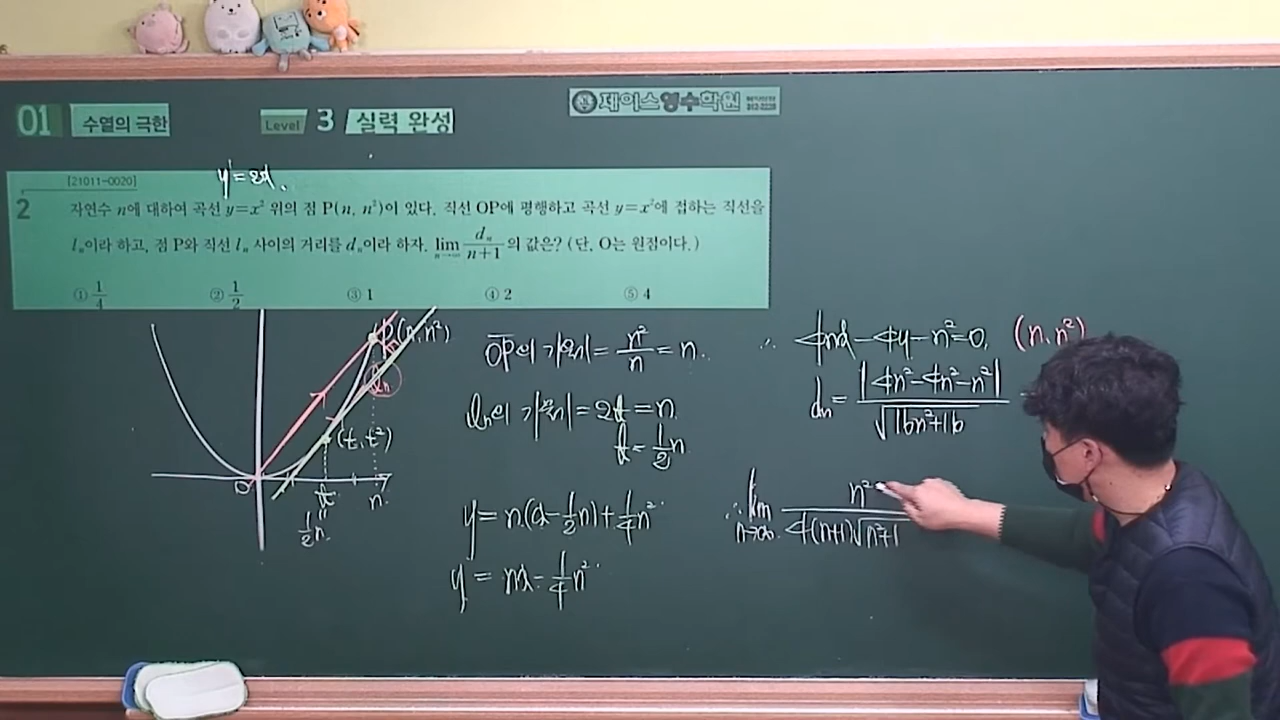 01 수열의 극한
Level 3 실력 완성
제이스영수학원
[21011-0020]
y'=2x.
2 자연수 n에 대하여 곡선 y=x² 위의 점 P(n, n²)이 있다. 직선 OP에 평행하고 곡선 y=x²에 접하는 직선을
lₙ이라 하고, 점 P와 직선 lₙ 사이의 거리를 dₙ이라 하자. lim n→∞ dₙ/(n+1)의 값은? (단, O는 원점이다.)
① 1/4 ② 1/2 ③ 1 ④ 2 ⑤ 4
P(n, n²)
lₙ
(t, t²)
O t n
1/2 n
OP의 기울기 = n²/n = n.
lₙ의 기울기 = 2t = n
t = 1/2 n
y = n(x - 1/2 n) + 1/4 n²
y = nx - 1/4 n²
∴ 4nx - 4y - n² = 0. (n, n²)
dₙ = |4n² - 4n² - n²| / √16n²+16 =
∴ lim n→∞ n² / 4(n+1)√n²+1